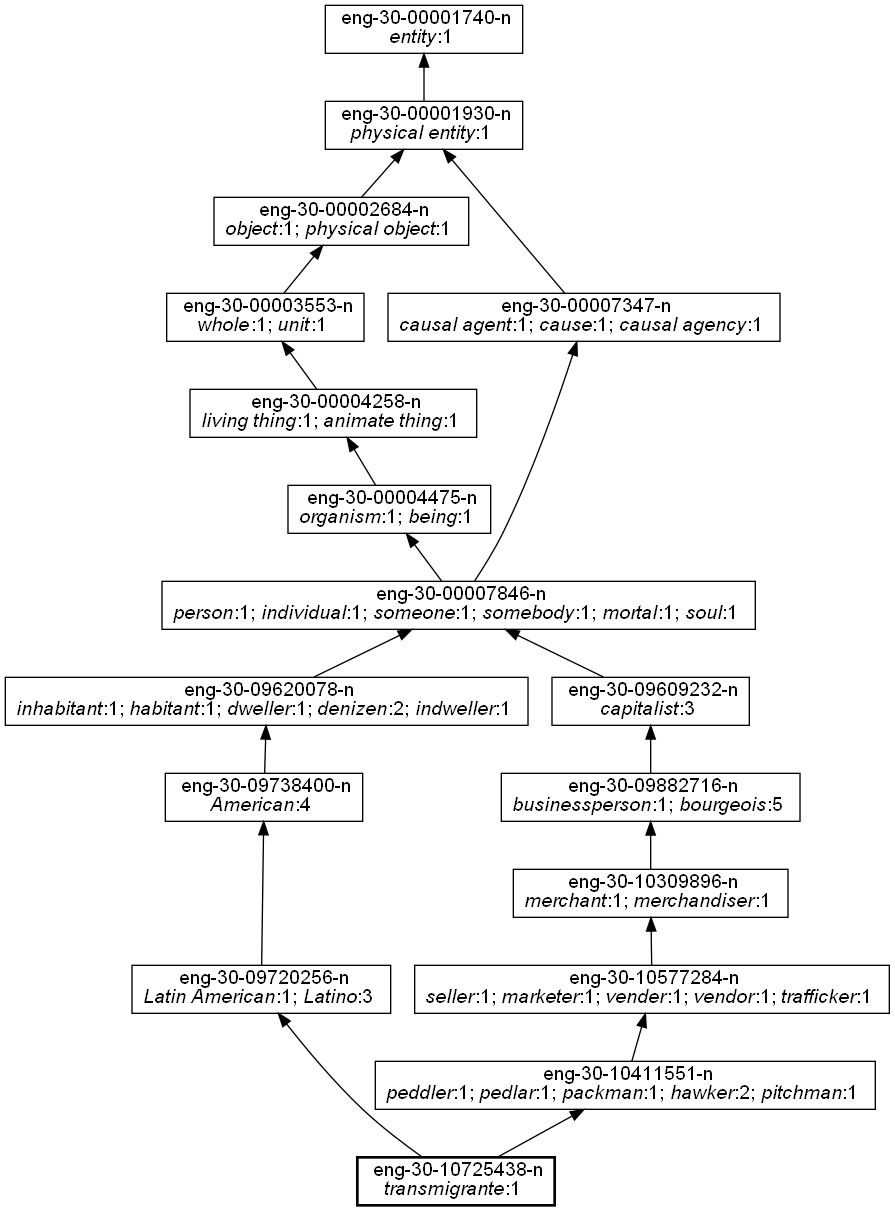 eng-30-00001740-n
entity:1
eng-30-00001930-n
physical entity:1
eng-30-00002684-n
object:1; physical object:1
eng-30-00003553-n
whole:1; unit:1
eng-30-00007347-n
causal agent:1; cause:1; causal agency:1
eng-30-00004258-n
living thing:1; animate thing:1
eng-30-00004475-n
organism:1; being:1
eng-30-00007846-n
person:1; individual:1; someone:1; somebody:1; mortal:1; soul:1
eng-30-09620078-n
inhabitant:1; habitant:1; dweller:1; denizen:2; indweller:1
eng-30-09609232-n
capitalist:3
eng-30-09738400-n
American:4
eng-30-09882716-n
businessperson:1; bourgeois:5
eng-30-10309896-n
merchant:1; merchandiser:1
eng-30-09720256-n
Latin American:1; Latino:3
eng-30-10577284-n
seller:1; marketer:1; vender:1; vendor:1; trafficker:1
eng-30-10411551-n
peddler:1; pedlar:1; packman:1; hawker:2; pitchman:1
eng-30-10725438-n
transmigrante:1